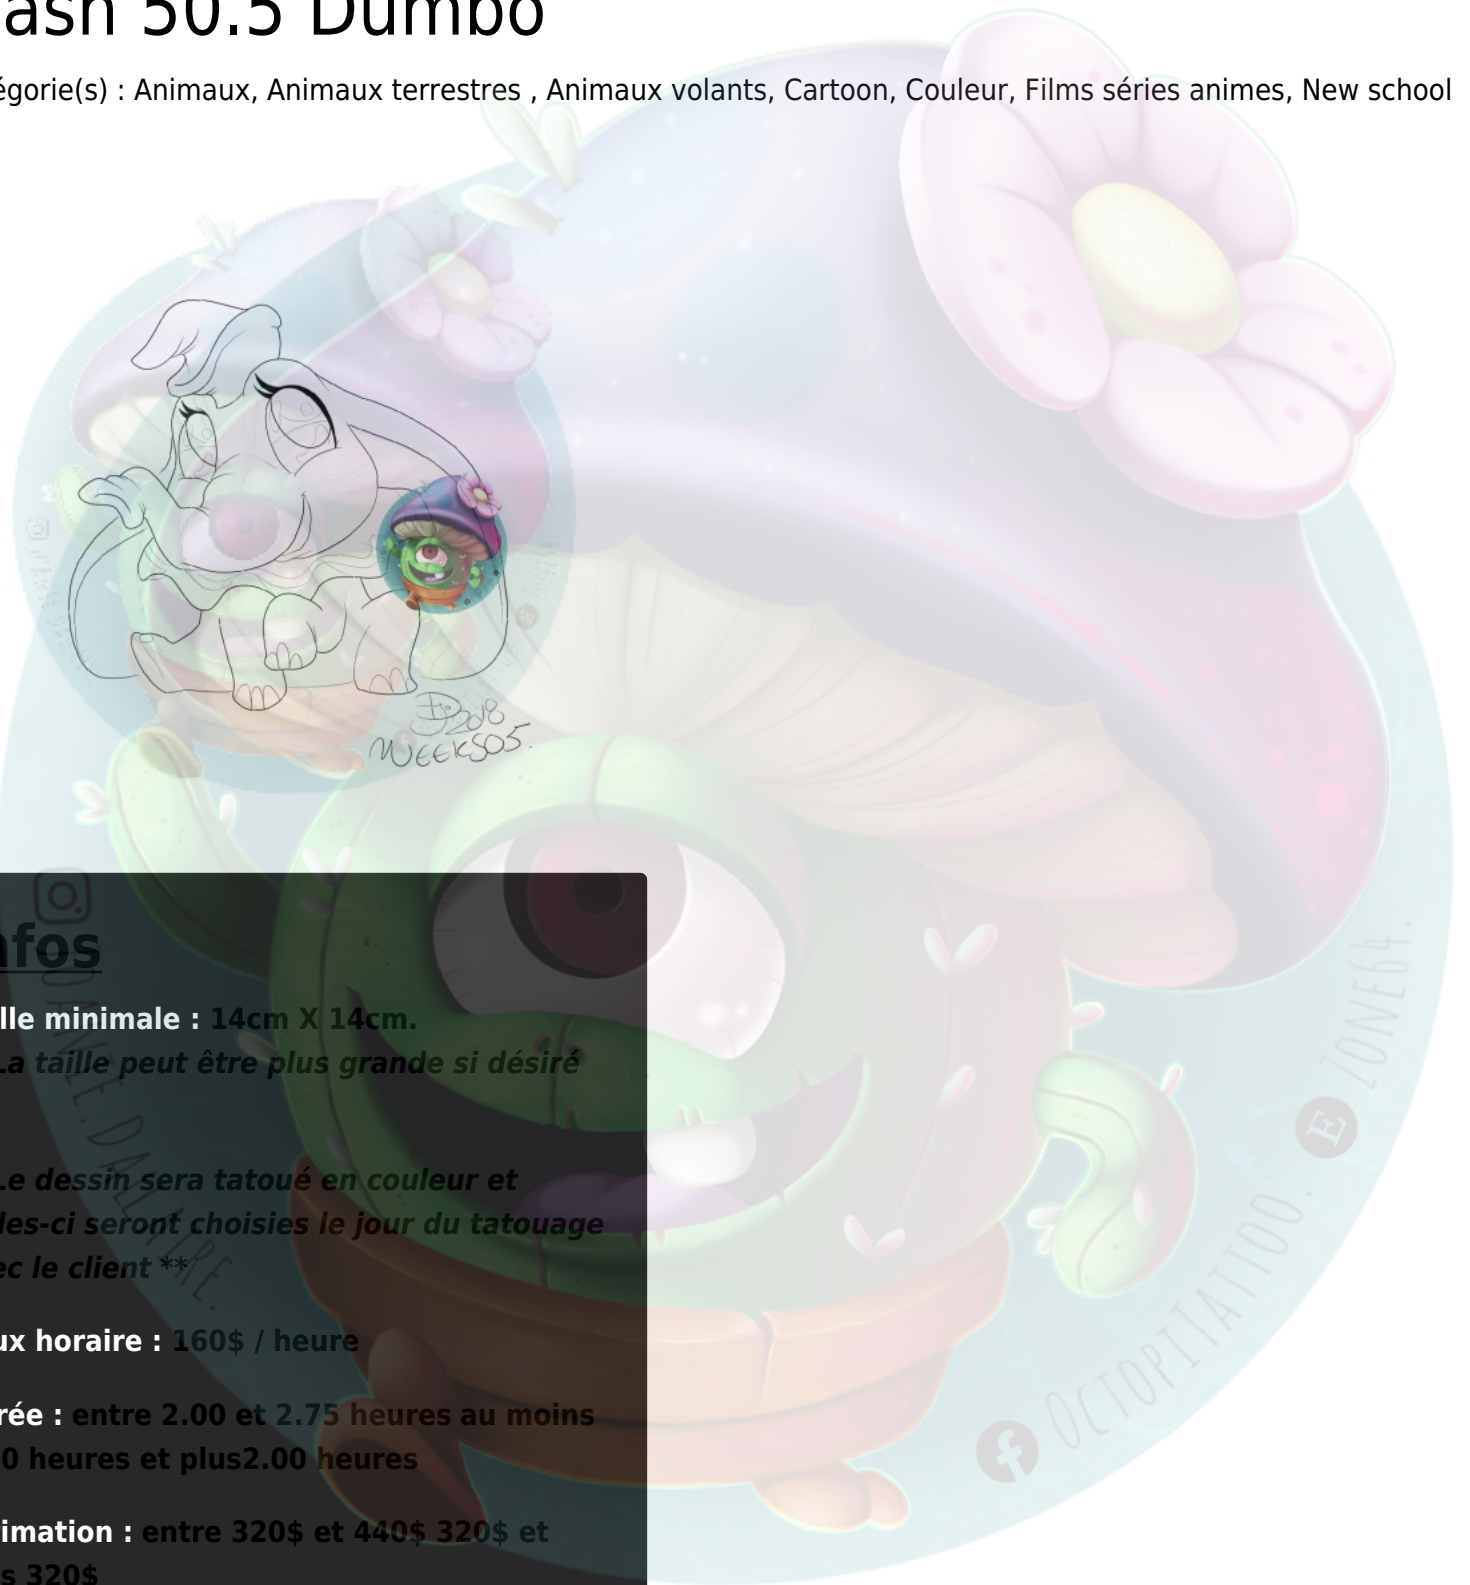 ash 50.5 Dumbo
égorie(s) : Animaux, Animaux terrestres , Animaux volants, Cartoon, Couleur, Films séries animes, New school
2018
WEEKS05.
nfos
lle minimale : 14cm X 14cm.
La taille peut être plus grande si désiré
Le dessin sera tatoué en couleur et
les-ci seront choisies le jour du tatouage
ec le client **
ux horaire : 160$ / heure
rée : entre 2.00 et 2.75 heures au moins
0 heures et plus2.00 heures
imation : entre 320$ et 440$ 320$ et
s 320$
DAVE.DALLAIRE.
OCTOPITATTOO.
E ZONE64.